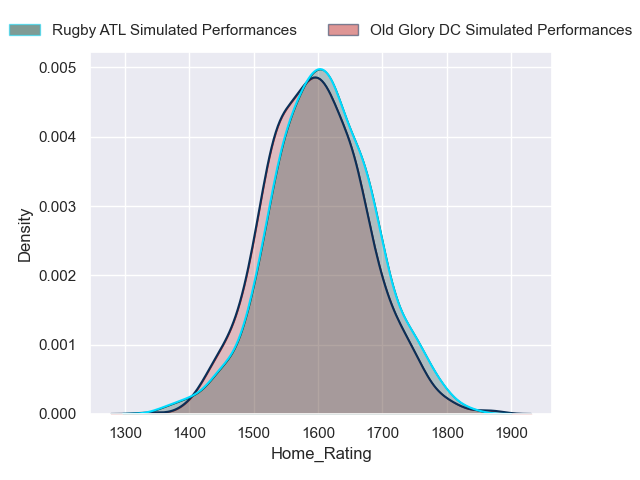 Rugby ATL Simulated Performances Old Glory DC Simulated Performances
0.005
0.004
0.003
0.002
0.001
0.000
Density
1300 1400 1500 1600 1700 1800 1900
Home_Rating